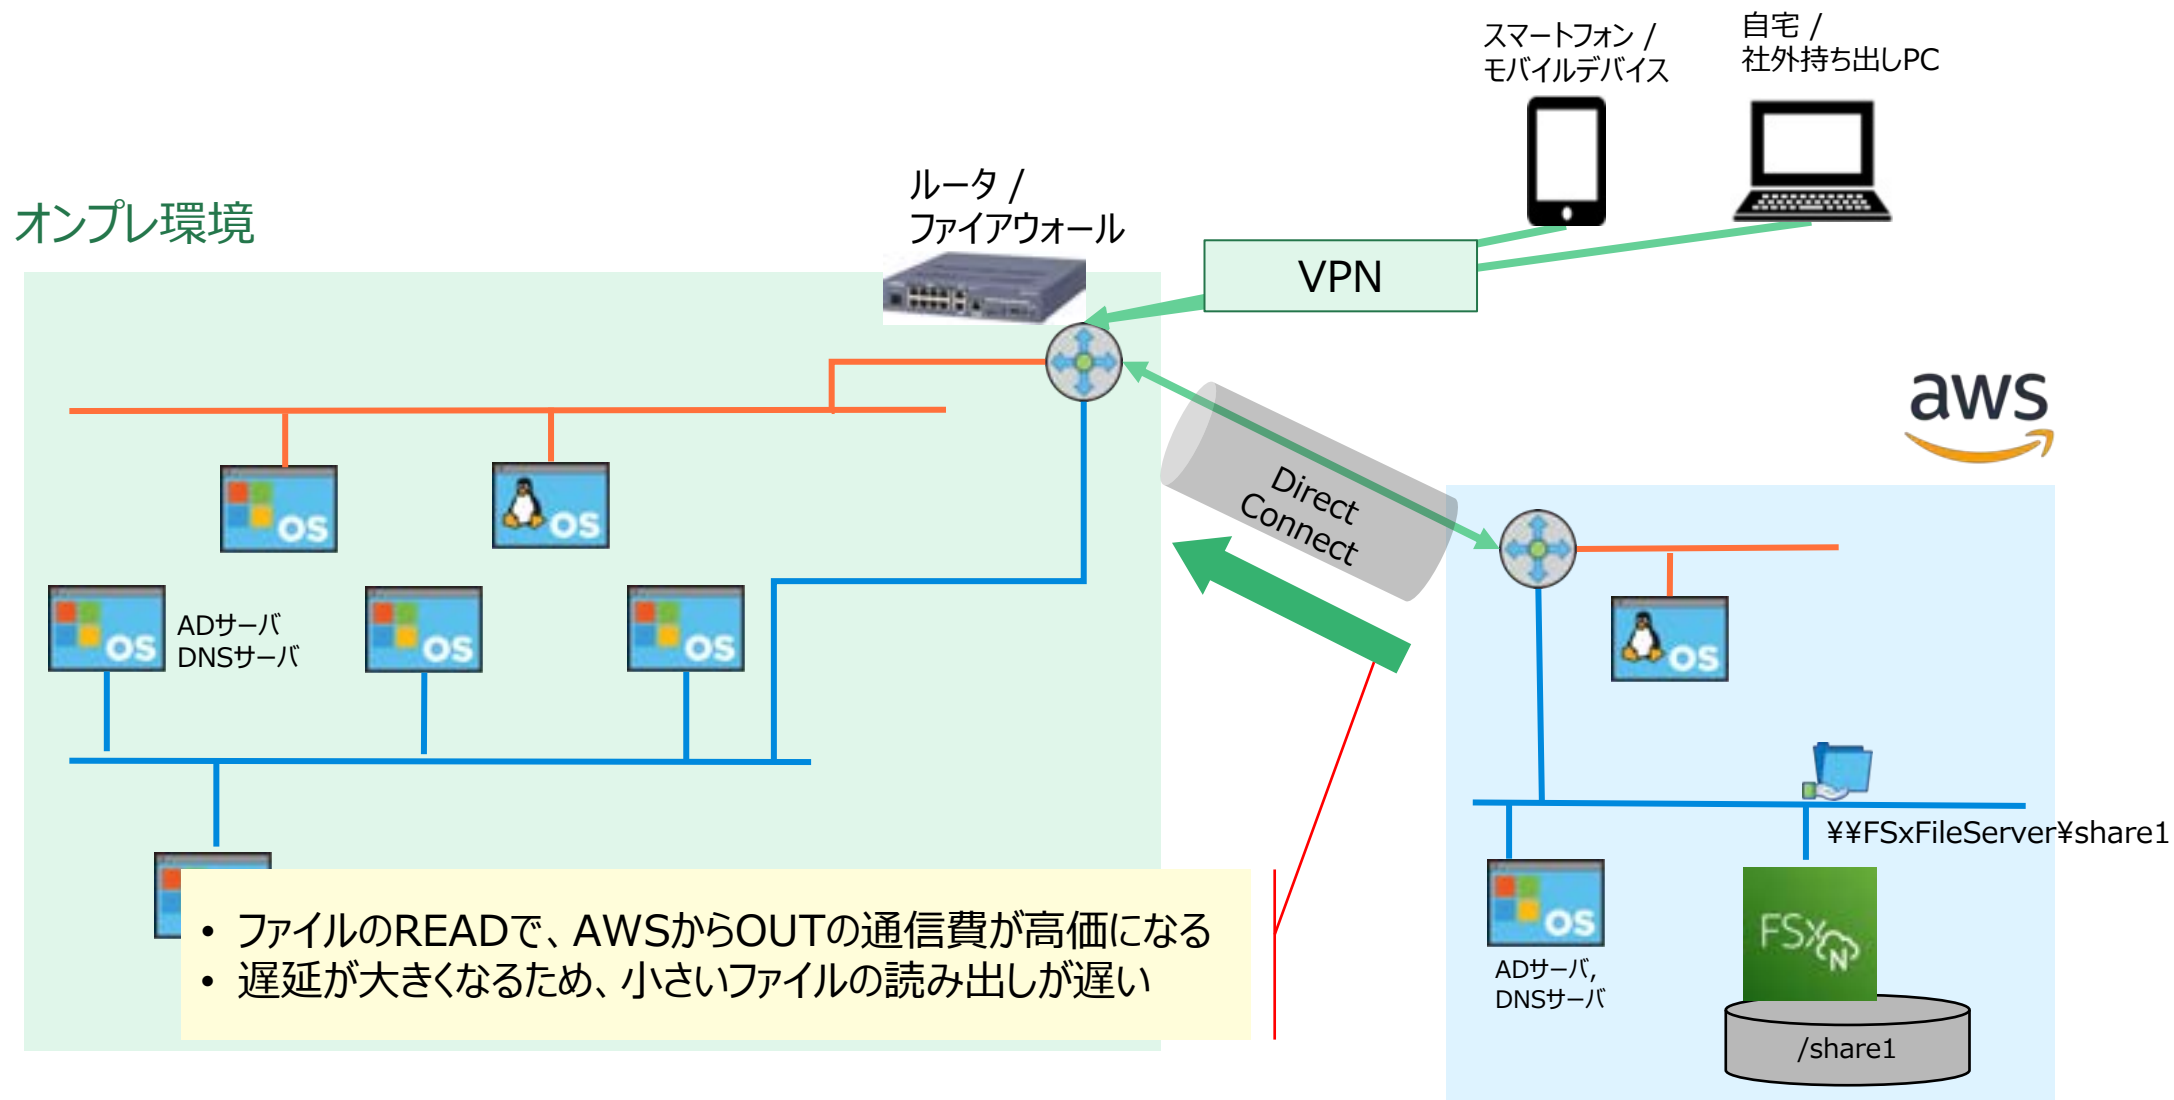 スマートフォン /
モバイルデバイス
自宅 /
社外持ち出しPC
ルータ /
ファイアウォール
オンプレ環境
VPN
aws
Direct
Connect
OS
OS
OS
ADサーバ
DNSサーバ
OS
OS
OS
¥¥FSxFileServer¥share1
• ファイルのREADで、AWSからOUTの通信費が高価になる
• 遅延が大きくなるため、小さいファイルの読み出しが遅い
OS
ADサーバ,
DNSサーバ
FSx
N
/share1